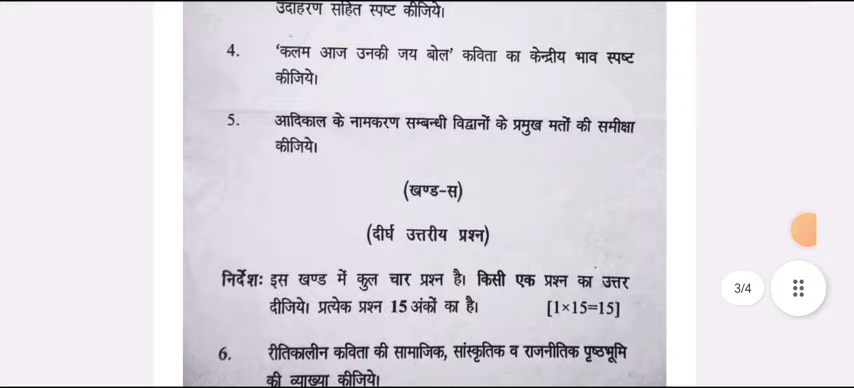 उदाहरण सहित स्पष्ट कीजिये।
4. 'कलम आज उनकी जय बोल' कविता का केन्द्रीय भाव स्पष्ट
कीजिये।
5. आदिकाल के नामकरण सम्बन्धी विद्वानों के प्रमुख मतों की समीक्षा
कीजिये।
(खण्ड-स)
(दीर्घ उत्तरीय प्रश्न)
निर्देशः इस खण्ड में कुल चार प्रश्न है। किसी एक प्रश्न का उत्तर
दीजिये। प्रत्येक प्रश्न 15 अंकों का है। [1×15=15]
3/4
6. रीतिकालीन कविता की सामाजिक, सांस्कृतिक व राजनीतिक पृष्ठभूमि
की व्याख्या कीजिये।